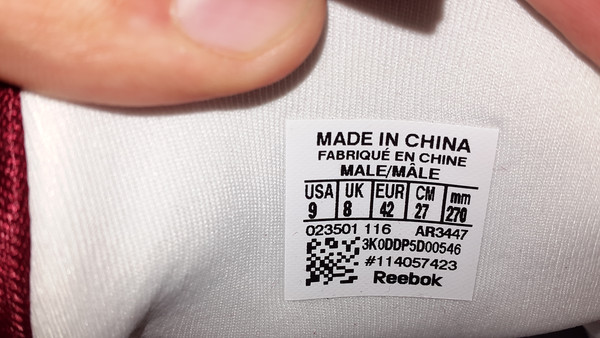 MADE IN CHINA
FABRIQUÉ EN CHINE
MALE/MÂLE
USA UK EUR CM mm
9 8 42 27 270
023501 116 AR3447
3K0DDP5D00546
#114057423
Reebok